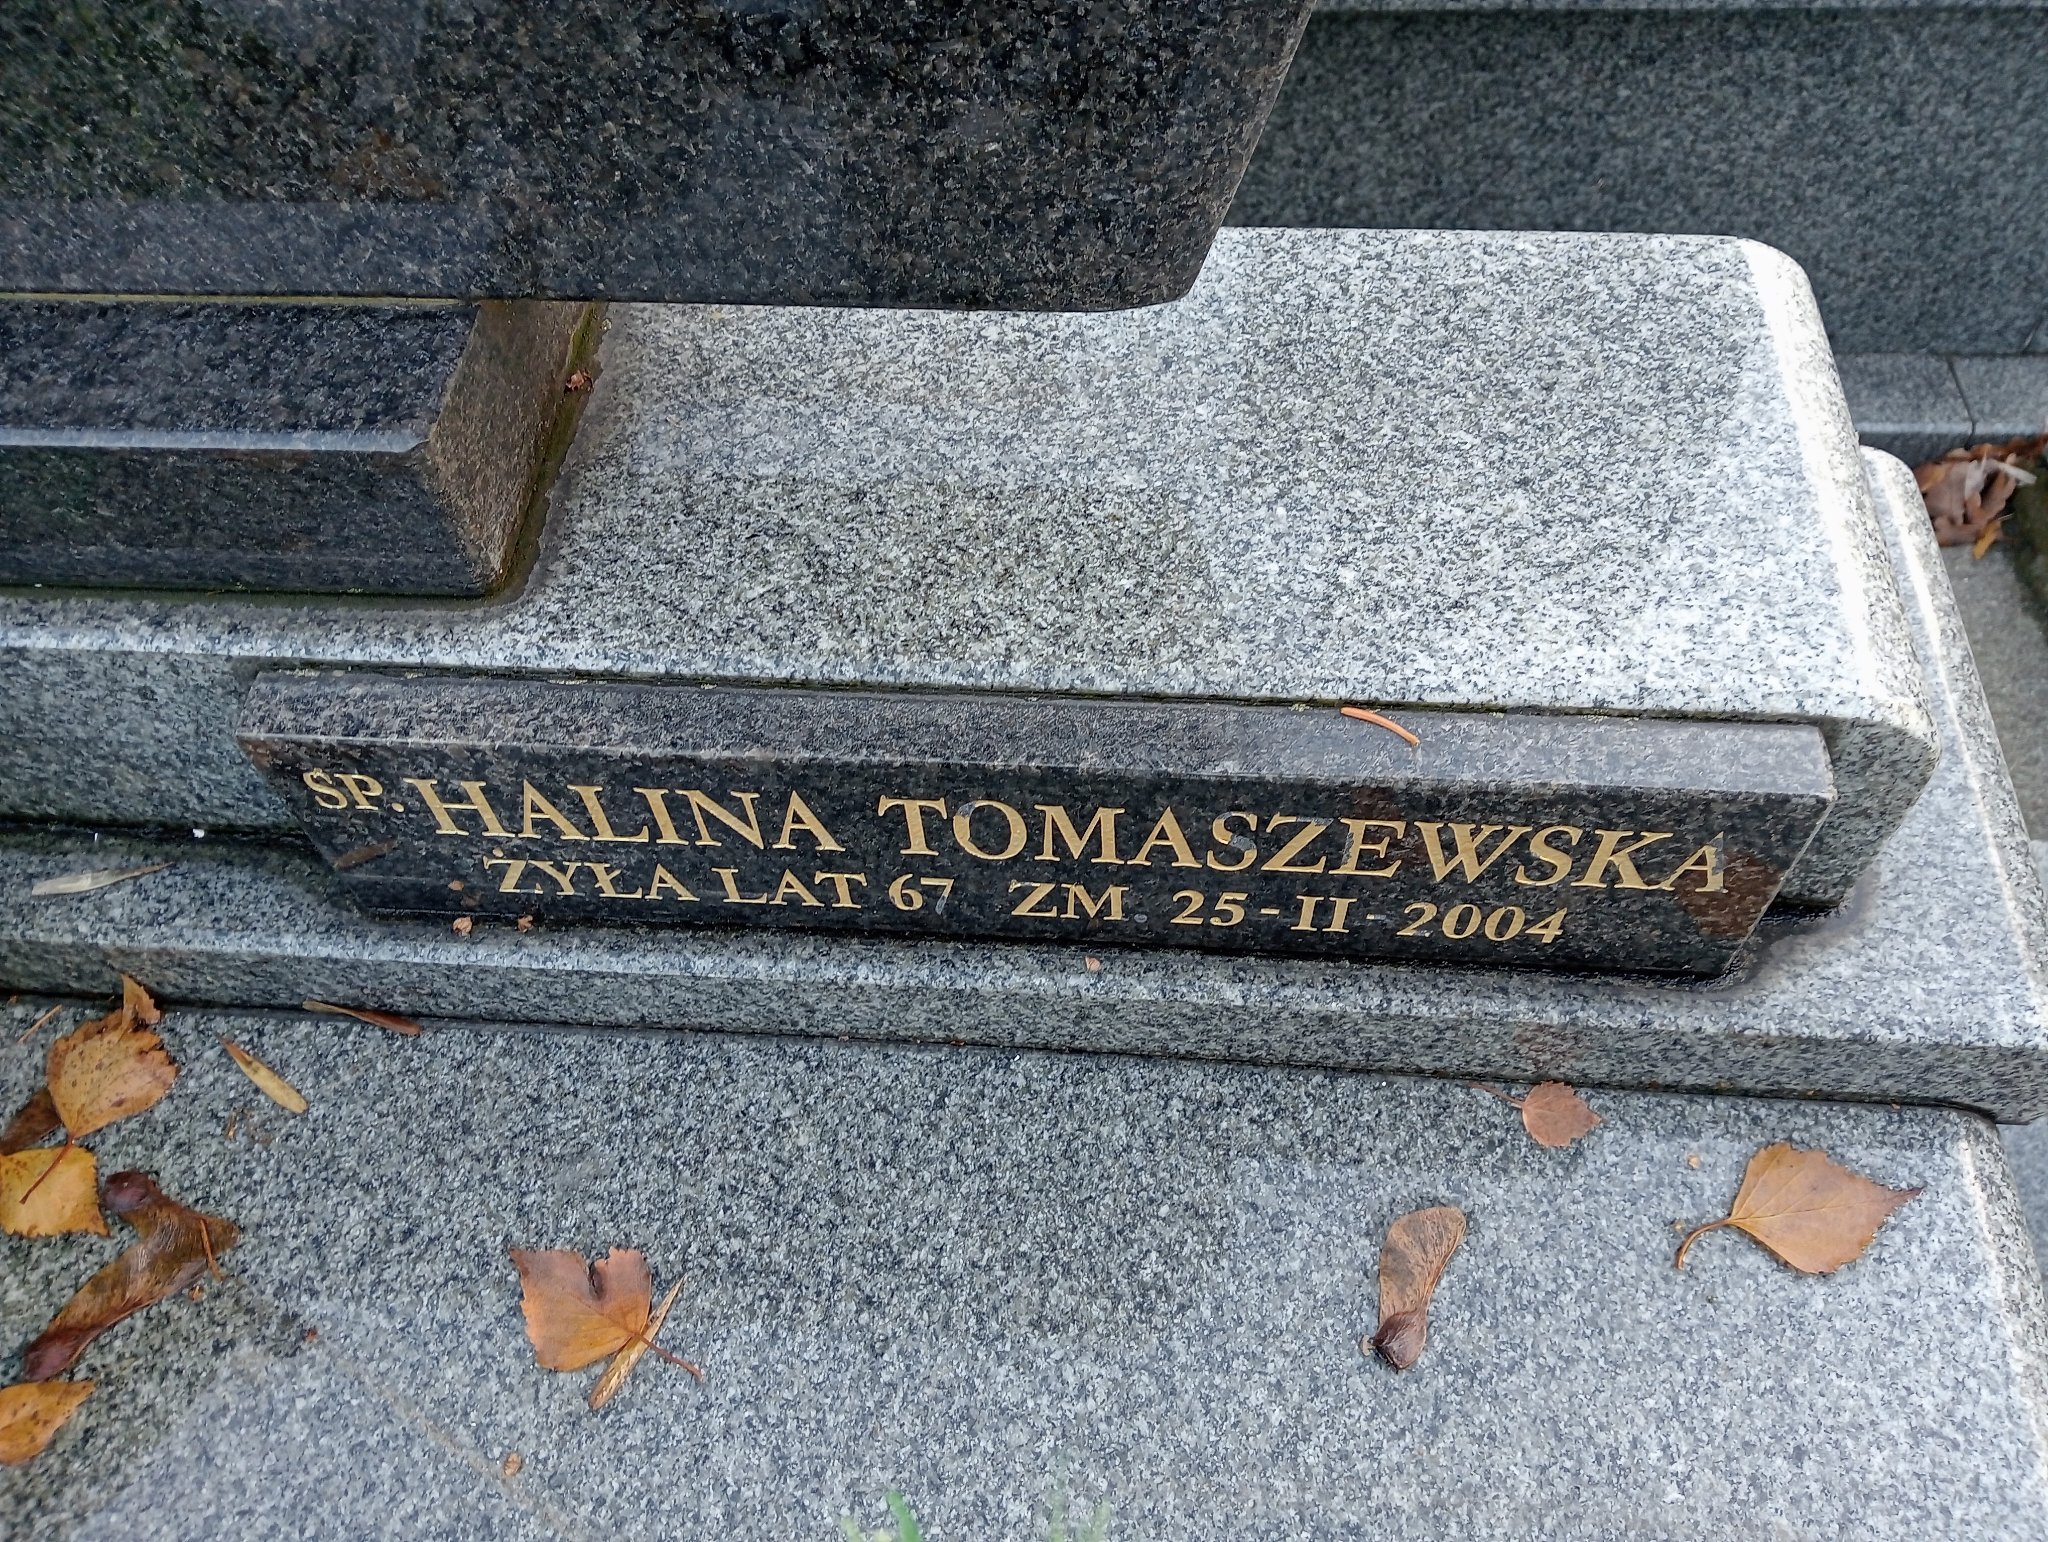 ŚP. HALINA TOMASZEWSKA
ŻYŁA LAT 67 ZM. 25-II-2004